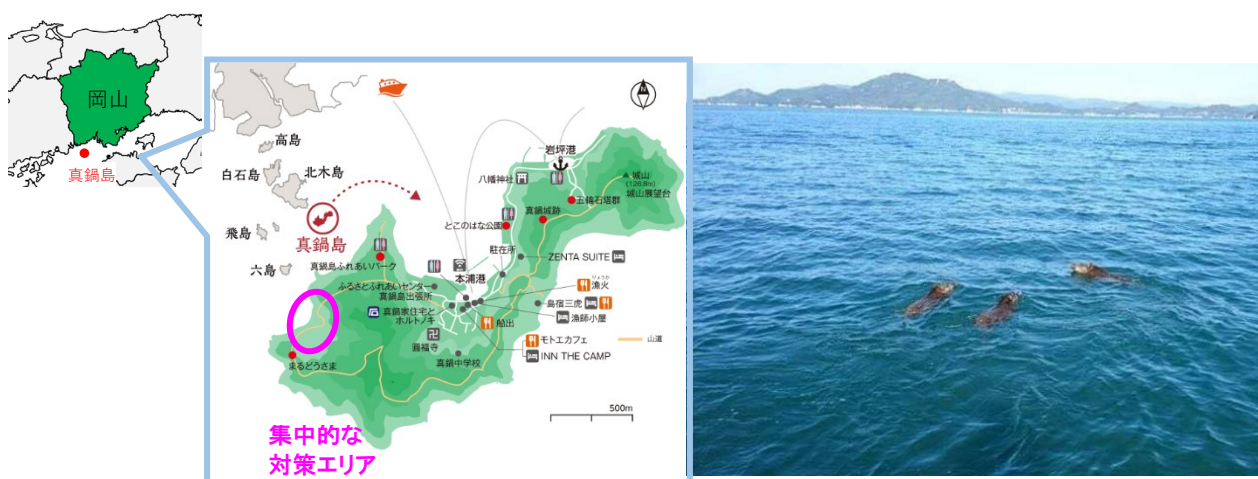 岡山
真鍋島
高島
白石島
北木島
飛島
真鍋島
六島
岩坪港
八幡神社
城山
(126.8m)
城山展望台
五輪石塔群
真鍋城跡
とこのはな公園
駐在所
ZENTA SUITE
真鍋島ふれあいパーク
本浦港
りょうか
漁火
ふるさとふれあいセンター
真鍋島出張所
島宿三虎
真鍋家住宅と
ホルトノキ
漁師小屋
船出
山道
圓福寺
モトエカフェ
まるどうさま
真鍋中学校
INN THE CAMP
500m
集中的な
対策エリア